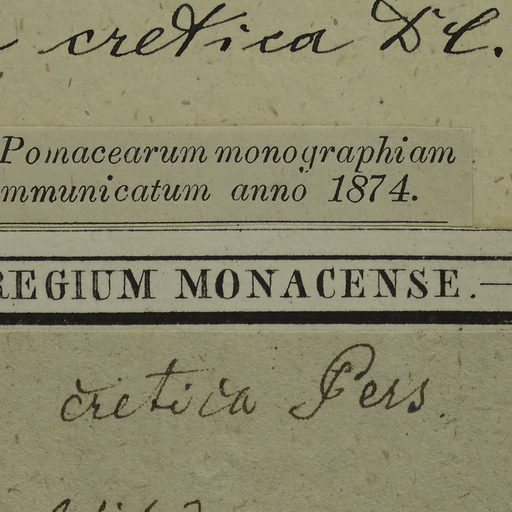 cretica DC.
Pomacearum monographiam
mmunicatum anno 1874.
REGIUM MONACENSE.—
cretica Pers.